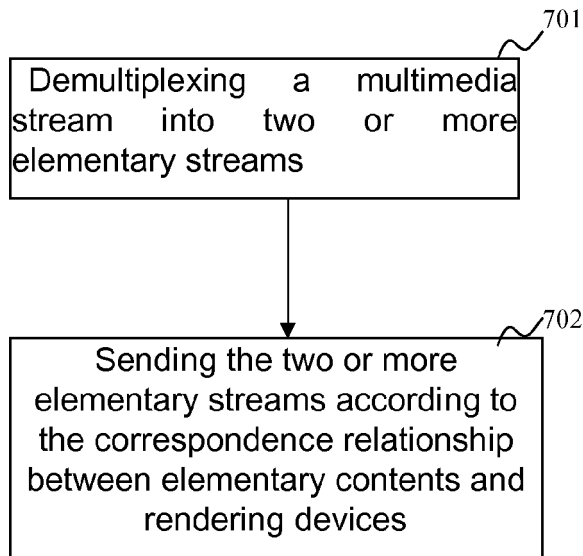 701
Demultiplexing a multimedia
stream into two or more
elementary streams
702
Sending the two or more
elementary streams according to
the correspondence relationship
between elementary contents and
rendering devices